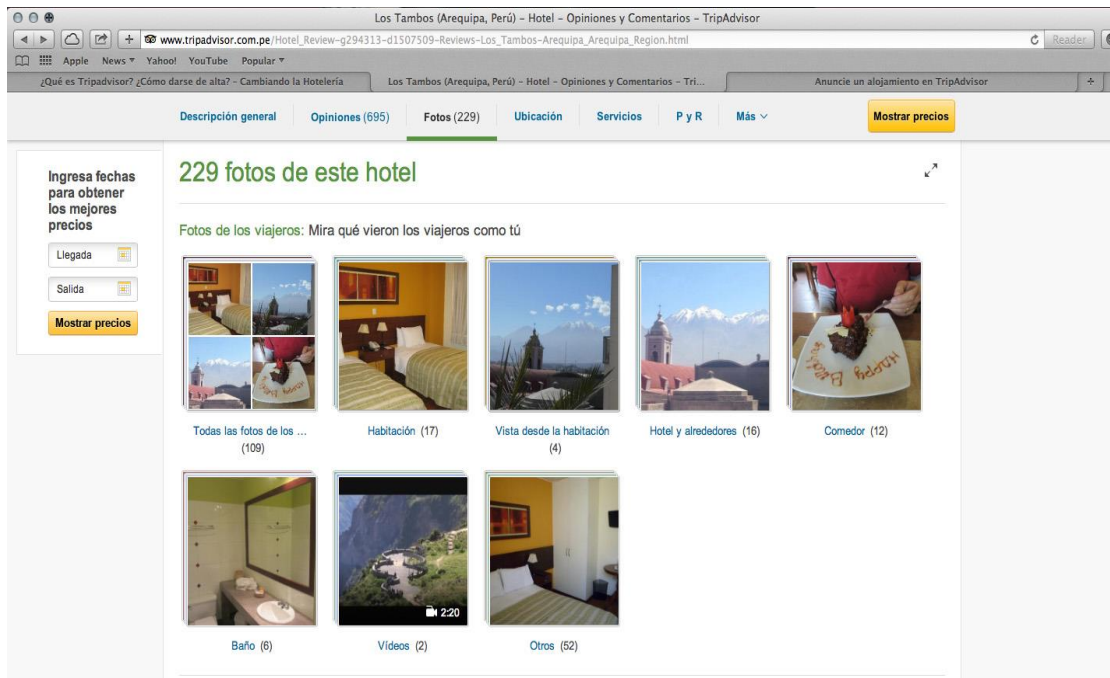 Los Tambos (Arequipa, Perú) – Hotel – Opiniones y Comentarios – TripAdvisor
www.tripadvisor.com.pe/Hotel_Review-g294313-d1507509-Reviews-Los_Tambos-Arequipa_Arequipa_Region.html
Reader
Apple News Yahoo! YouTube Popular
¿Qué es Tripadvisor? ¿Cómo darse de alta? – Cambiando la Hotelería
Los Tambos (Arequipa, Perú) – Hotel – Opiniones y Comentarios – Tri...
Anuncie un alojamiento en TripAdvisor
Descripción general Opiniones (695) Fotos (229) Ubicación Servicios P y R Más Mostrar precios
Ingresa fechas
para obtener
los mejores
precios
Llegada
Salida
Mostrar precios
229 fotos de este hotel
Fotos de los viajeros: Mira qué vieron los viajeros como tú
Happy Birthday
Todas las fotos de los ...
(109)
Habitación (17)
Vista desde la habitación
(4)
Hotel y alrededores (16)
Comedor (12)
2:20
Baño (6)
Vídeos (2)
Otros (52)